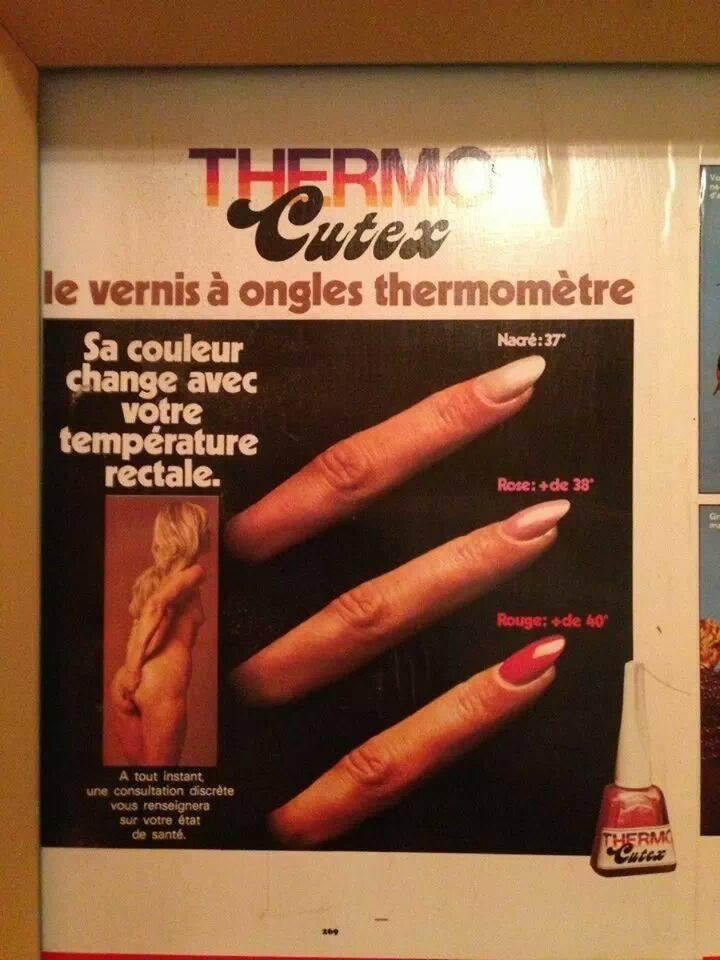 THERMO
Cutex
le vernis à ongles thermomètre
Sa couleur
change avec
votre
température
rectale.
Nacré: 37°
Rose: + de 38°
Rouge: + de 40°
A tout instant,
une consultation discrète
vous renseignera
sur votre état
de santé.
THERMO
Cutex
269